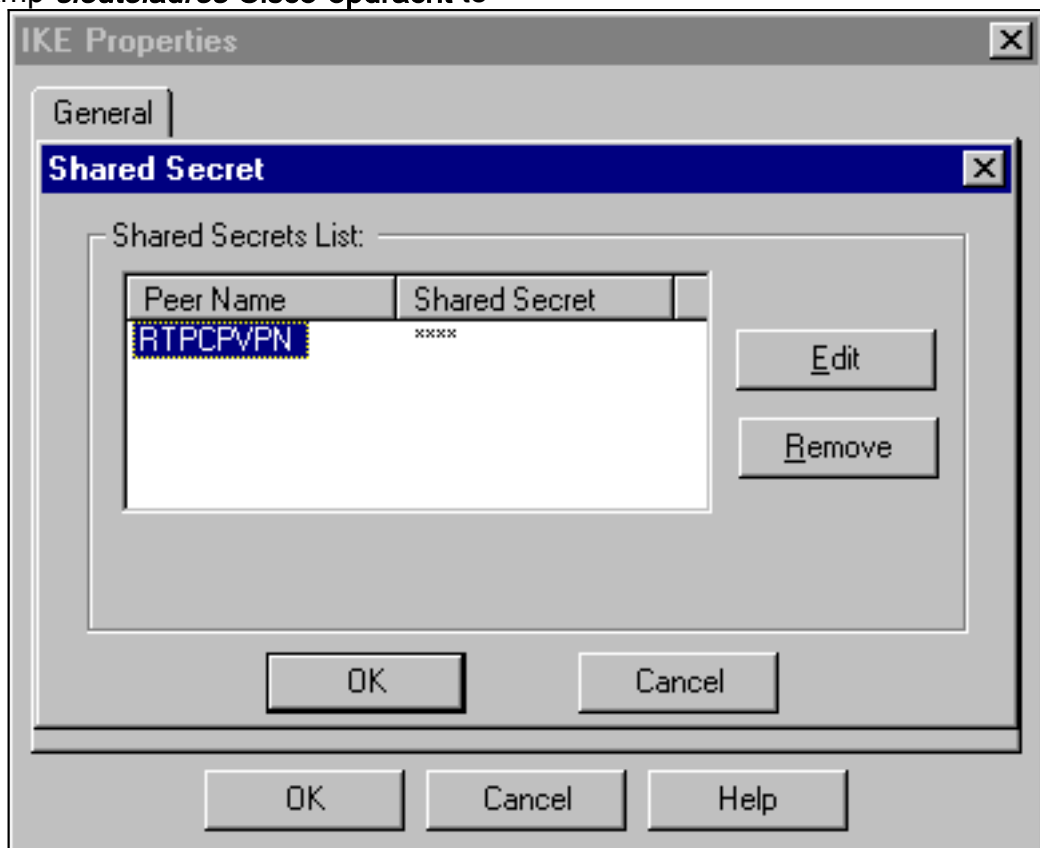 IKE Properties
General
Shared Secret
Shared Secrets List:
Peer Name Shared Secret
RTPCPVPN ****
Edit
Remove
OK Cancel
OK Cancel Help